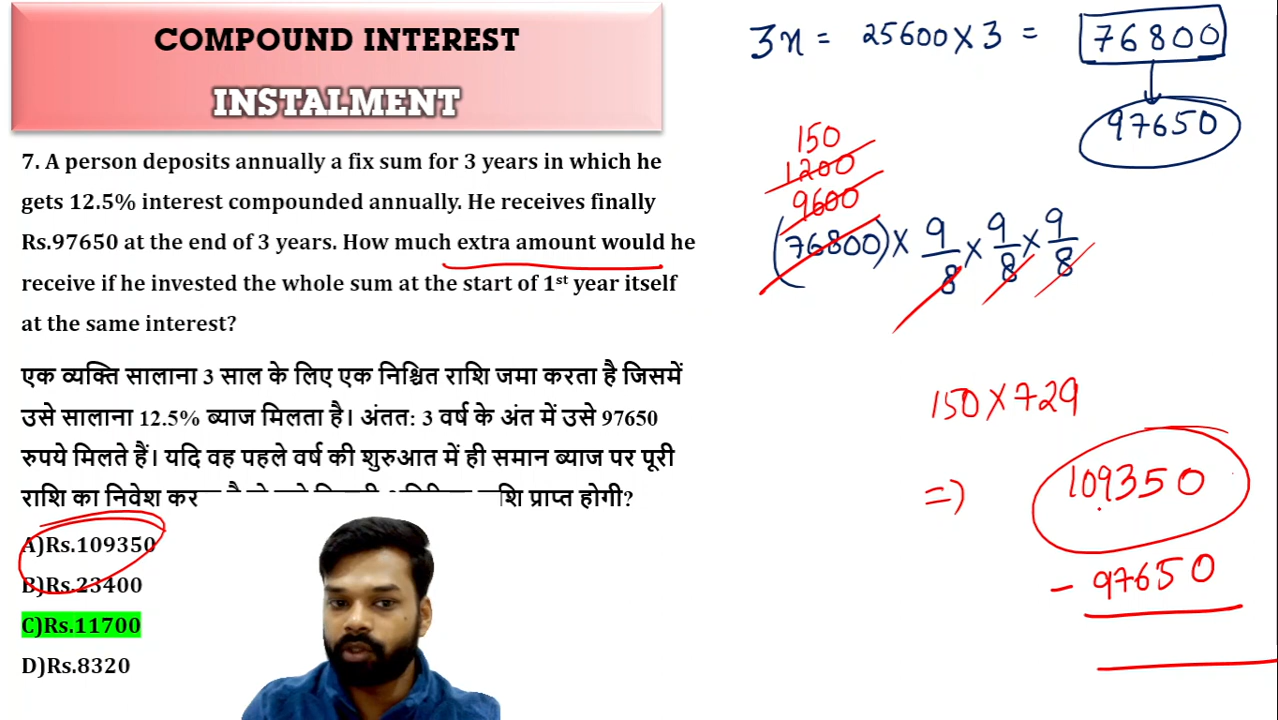 COMPOUND INTEREST
INSTALMENT
7. A person deposits annually a fix sum for 3 years in which he
gets 12.5% interest compounded annually. He receives finally
Rs.97650 at the end of 3 years. How much extra amount would he
receive if he invested the whole sum at the start of 1st year itself
at the same interest?
एक व्यक्ति सालाना 3 साल के लिए एक निश्चित राशि जमा करता है जिसमें
उसे सालाना 12.5% ब्याज मिलता है। अंतत: 3 वर्ष के अंत में उसे 97650
रुपये मिलते हैं। यदि वह पहले वर्ष की शुरुआत में ही समान ब्याज पर पूरी
राशि का निवेश कर शि प्राप्त होगी?
A)Rs.109350
B)Rs.23400
C)Rs.11700
D)Rs.8320
3x = 25600 × 3 = 76800
97650
150
1200
9600
(76800) × 9/8 × 9/8 × 9/8
150 × 729
=> 109350
- 97650